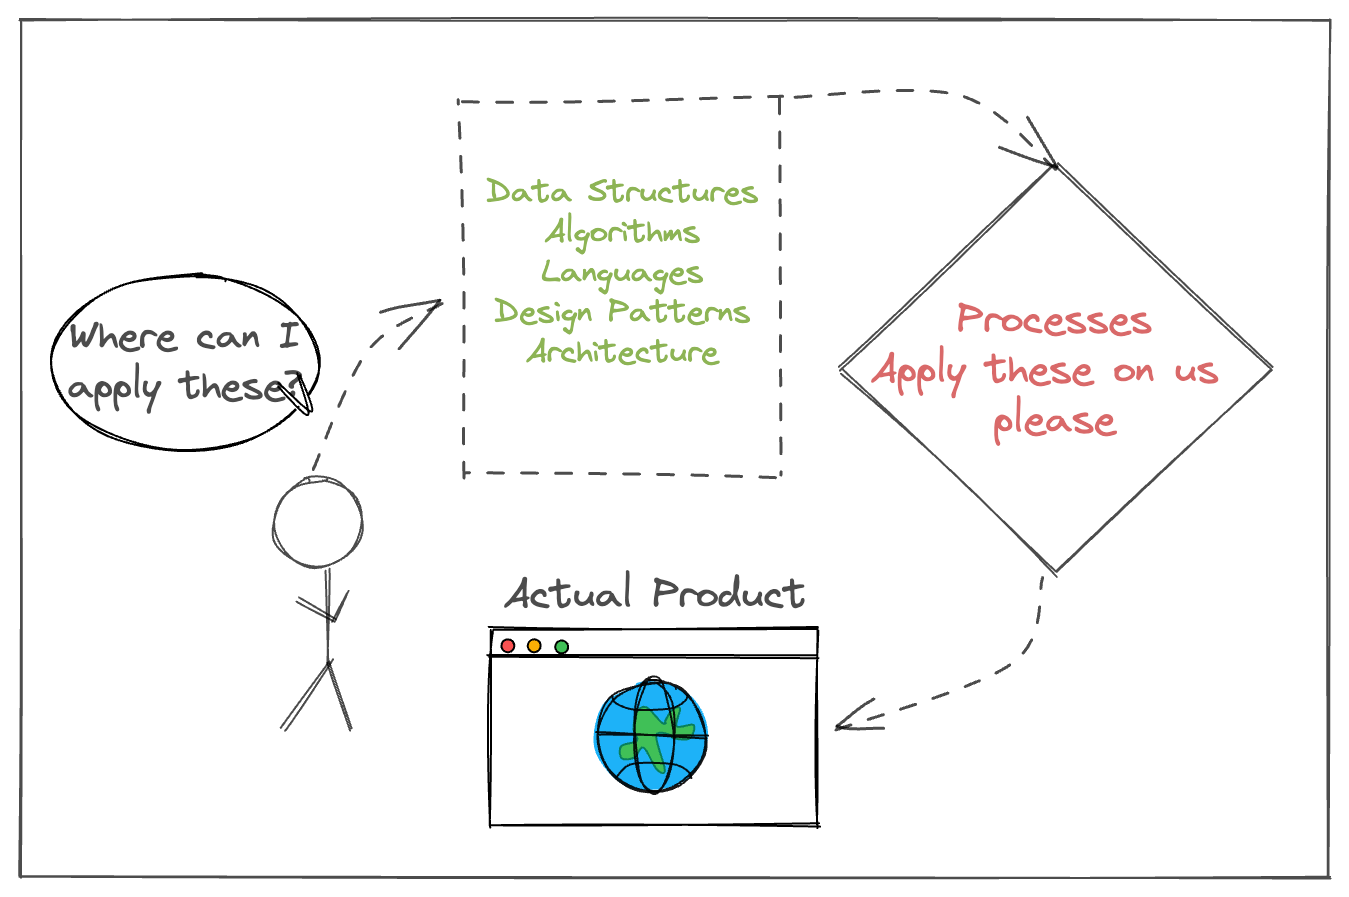 Where can I
apply these?
Data Structures
Algorithms
Languages
Design Patterns
Architecture
Processes
Apply these on us
please
Actual Product